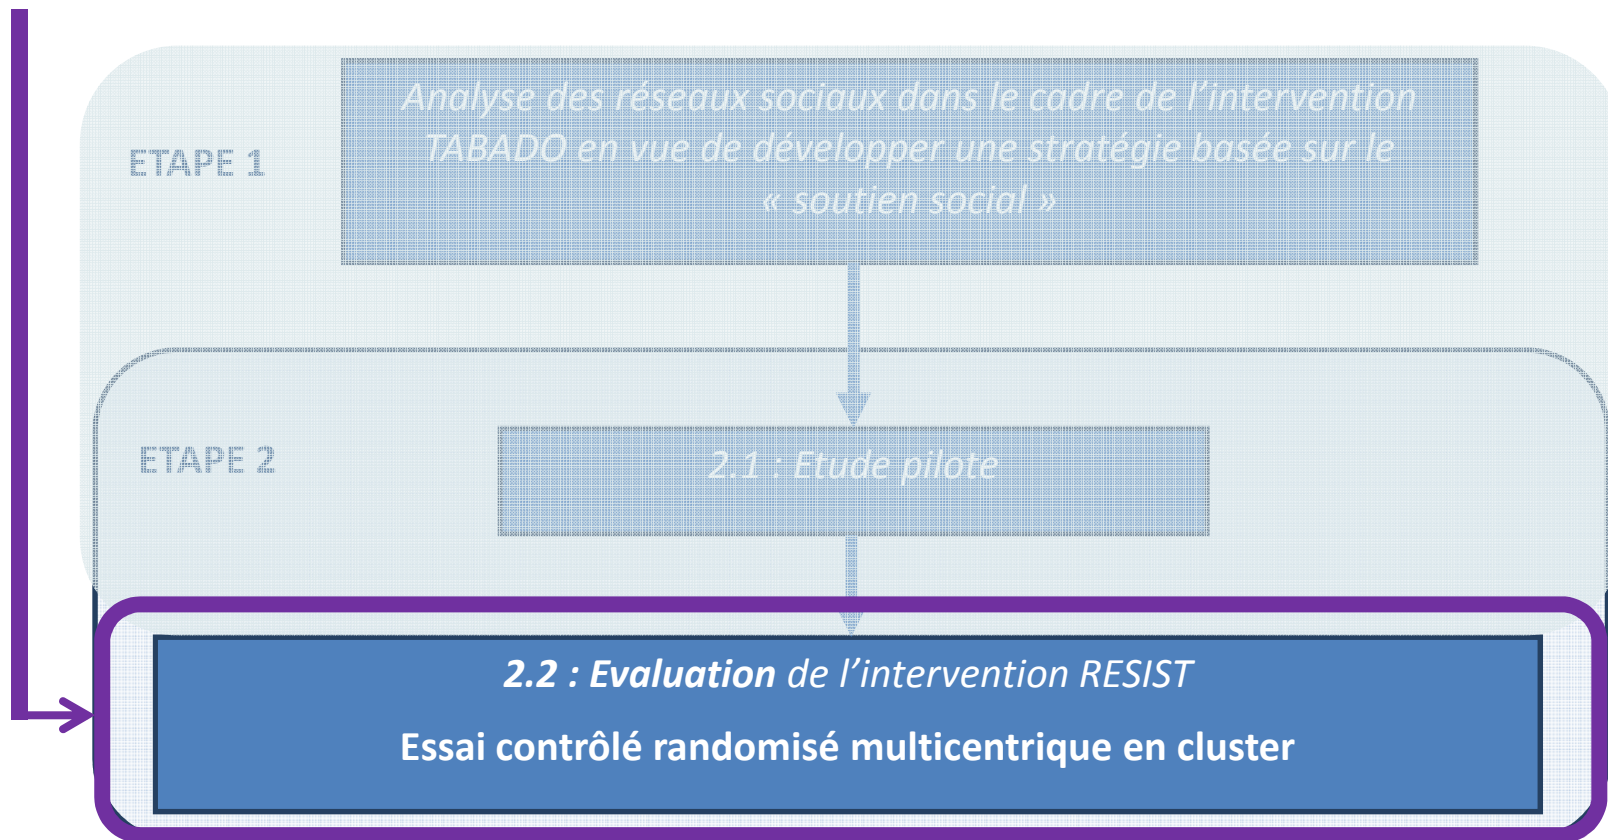 Analyse des réseaux sociaux dans le cadre de l’intervention
TABADO en vue de développer une stratégie basée sur le
« soutien social »
ETAPE 1
ETAPE 2
2.1 : Etude pilote
2.2 : Evaluation de l’intervention RESIST
Essai contrôlé randomisé multicentrique en cluster